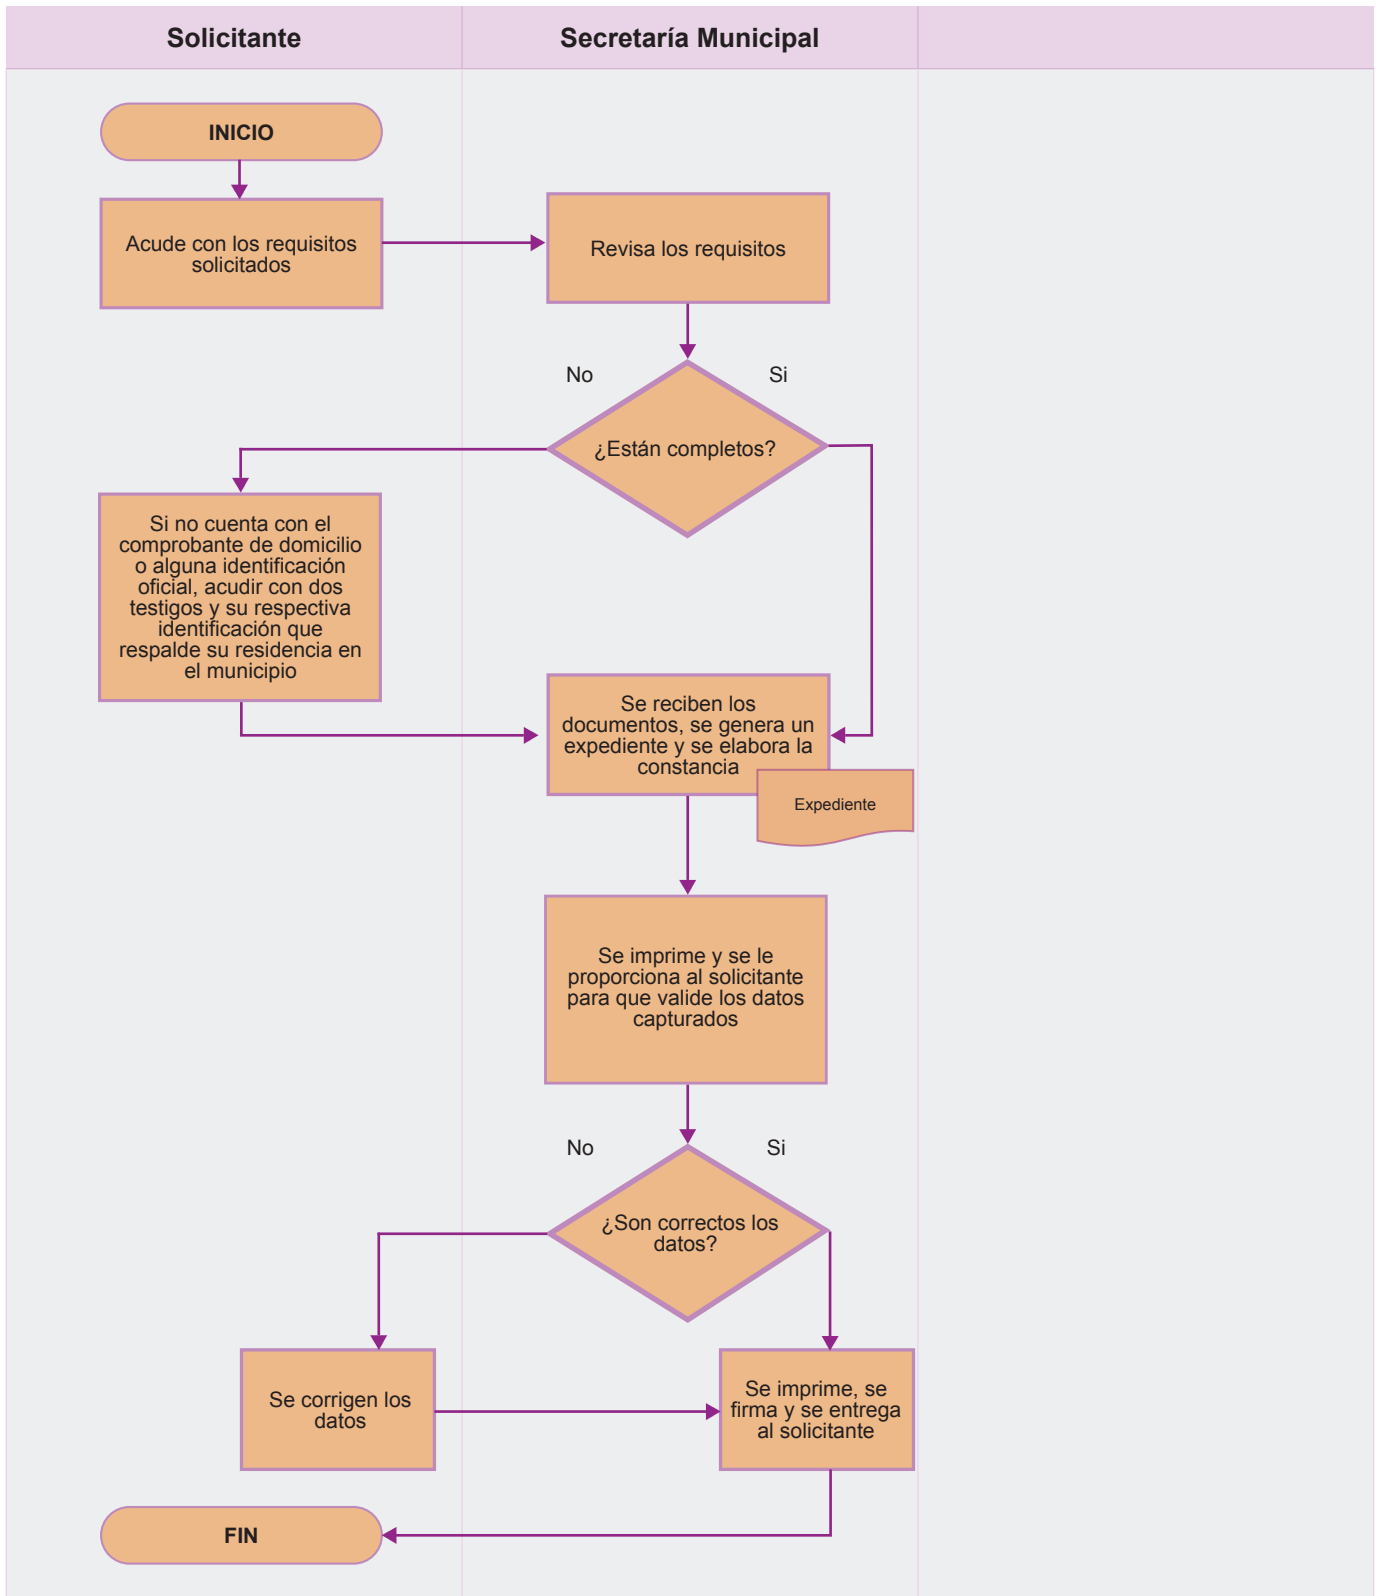 Solicitante
Secretaría Municipal
INICIO
Acude con los requisitos
solicitados
Revisa los requisitos
No
Si
¿Están completos?
Si no cuenta con el
comprobante de domicilio
o alguna identificación
oficial, acudir con dos
testigos y su respectiva
identificación que
respalde su residencia en
el municipio
Se reciben los
documentos, se genera un
expediente y se elabora la
constancia
Expediente
Se imprime y se le
proporciona al solicitante
para que valide los datos
capturados
No
Si
¿Son correctos los
datos?
Se corrigen los
datos
Se imprime, se
firma y se entrega
al solicitante
FIN